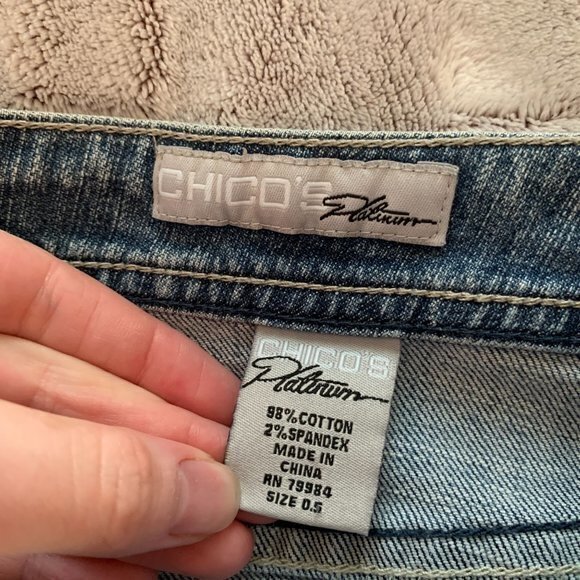 CHICO'S
Platinum
CHICO'S
Platinum
98%COTTON
2%SPANDEX
MADE IN
CHINA
RN 79984
SIZE 0.5